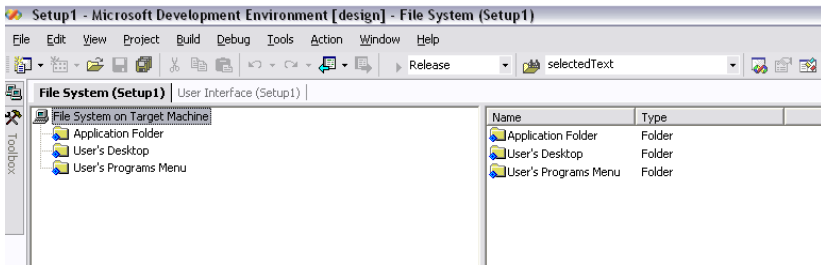 Setup1 - Microsoft Development Environment [design] - File System (Setup1)
File Edit View Project Build Debug Tools Action Window Help
Release selectedText
File System (Setup1) User Interface (Setup1)
Toolbox
File System on Target Machine
Application Folder
User's Desktop
User's Programs Menu
Name Type
Application Folder Folder
User's Desktop Folder
User's Programs Menu Folder